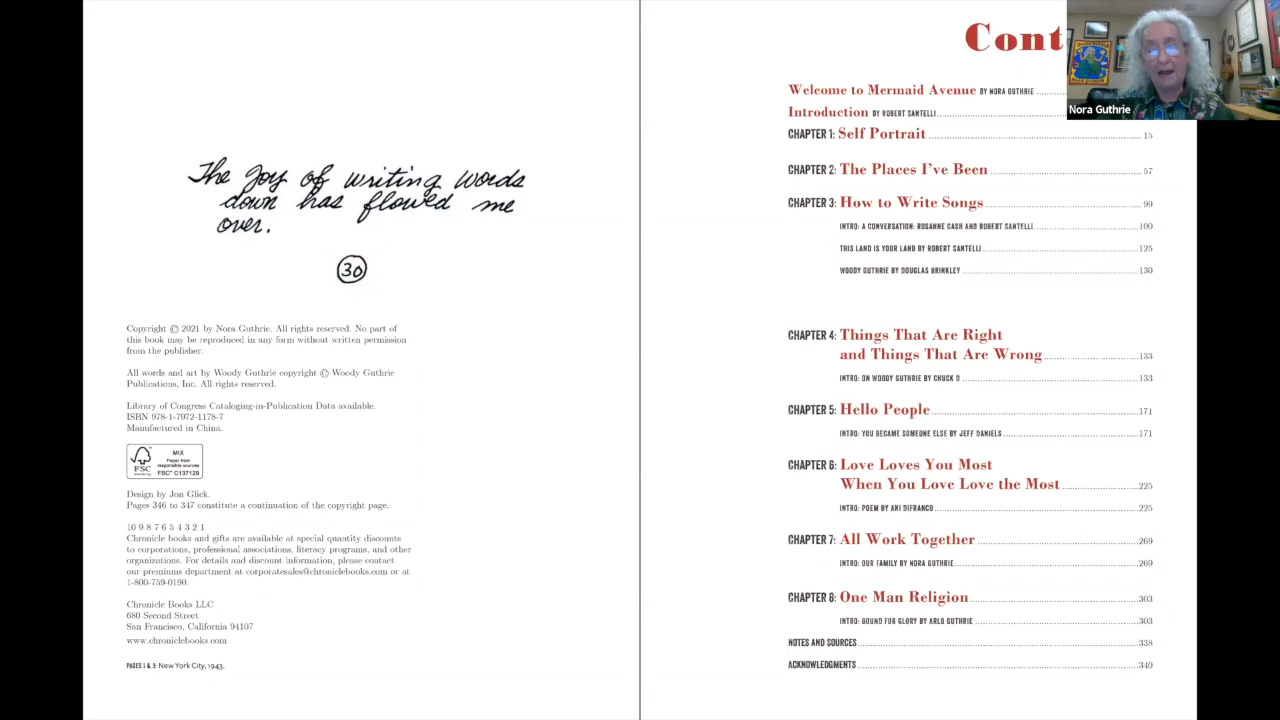 The Joy of writing words
down has flowed me
over.
30
Copyright © 2021 by Nora Guthrie. All rights reserved. No part of
this book may be reproduced in any form without written permission
from the publisher.
All words and art by Woody Guthrie copyright © Woody Guthrie
Publications, Inc. All rights reserved.
Library of Congress Cataloging-in-Publication Data available.
ISBN 978-1-7972-1178-7
Manufactured in China.
FSC
MIX
Paper from
responsible sources
FSC™ C137129
Design by Jon Glick.
Pages 346 to 347 constitute a continuation of the copyright page.
10 9 8 7 6 5 4 3 2 1
Chronicle books and gifts are available at special quantity discounts
to corporations, professional associations, literacy programs, and other
organizations. For details and discount information, please contact
our premiums department at corporatesales@chroniclebooks.com or at
1-800-759-0190.
Chronicle Books LLC
680 Second Street
San Francisco, California 94107
www.chroniclebooks.com
PAGES 1 & 3: New York City, 1943.
Cont
Welcome to Mermaid Avenue BY NORA GUTHRIE
Introduction BY ROBERT SANTELLI
CHAPTER 1: Self Portrait 15
CHAPTER 2: The Places I've Been 57
CHAPTER 3: How to Write Songs 99
INTRO: A CONVERSATION: ROSANNE CASH AND ROBERT SANTELLI 100
THIS LAND IS YOUR LAND BY ROBERT SANTELLI 125
WOODY GUTHRIE BY DOUGLAS BRINKLEY 130
CHAPTER 4: Things That Are Right
and Things That Are Wrong 133
INTRO: ON WOODY GUTHRIE BY CHUCK D 133
CHAPTER 5: Hello People 171
INTRO: YOU BECAME SOMEONE ELSE BY JEFF DANIELS 171
CHAPTER 6: Love Loves You Most
When You Love Love the Most 225
INTRO: POEM BY ANI DIFRANCO 225
CHAPTER 7: All Work Together 269
INTRO: OUR FAMILY BY NORA GUTHRIE 269
CHAPTER 8: One Man Religion 303
INTRO: BOUND FOR GLORY BY ARLO GUTHRIE 303
NOTES AND SOURCES 338
ACKNOWLEDGMENTS 340
Nora Guthrie